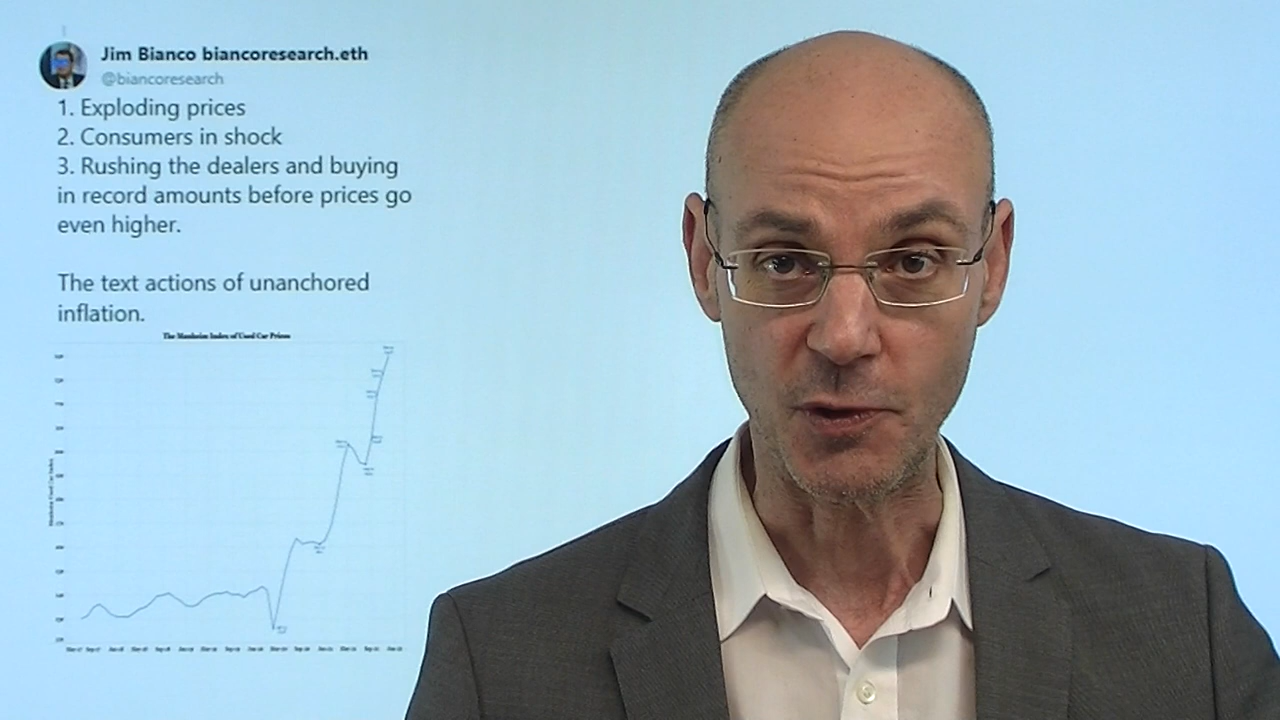 Jim Bianco biancoresearch.eth
@biancoresearch
1. Exploding prices
2. Consumers in shock
3. Rushing the dealers and buying
in record amounts before prices go
even higher.
The text actions of unanchored
inflation.
The Manheim Index of Used Car Prices